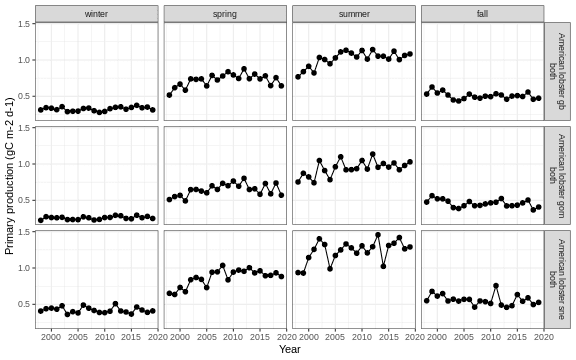 winter spring summer fall
1.5
1.0
0.5
American lobster gb
both
1.5
1.0
0.5
American lobster gom
both
1.5
1.0
0.5
American lobster sne
both
Primary production (gC m-2 d-1)
2000 2005 2010 2015 2020 2000 2005 2010 2015 2020 2000 2005 2010 2015 2020 2000 2005 2010 2015 2020
Year